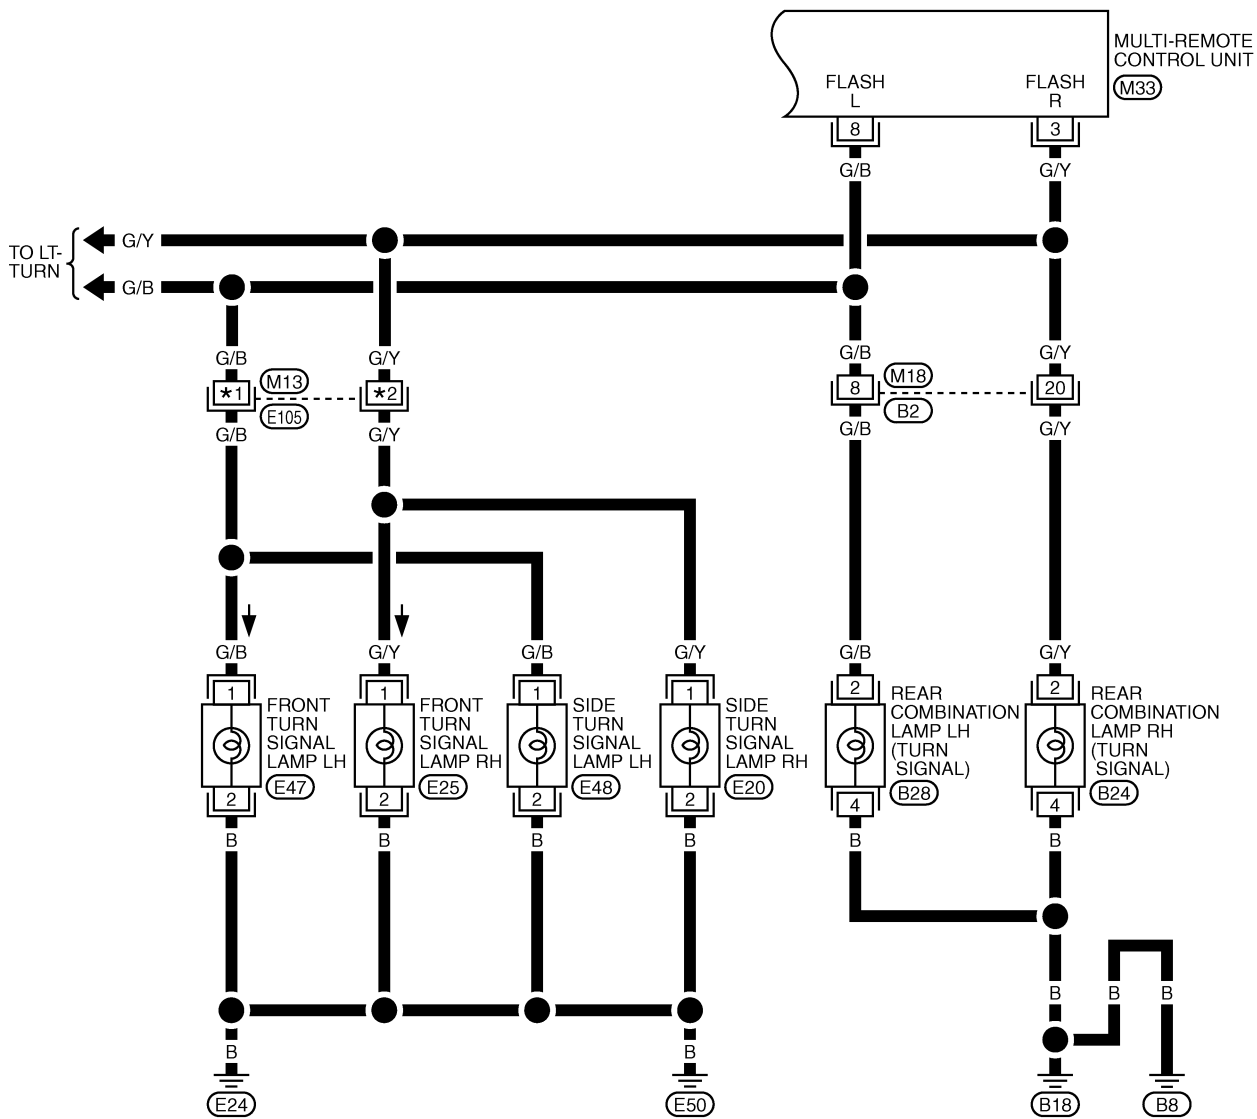 MULTI-REMOTE
CONTROL UNIT
M33
FLASH
L
FLASH
R
8
3
G/B
G/Y
TO LT-
TURN
G/Y
G/B
G/B
G/Y
G/B
G/Y
*1
M13
E105
*2
8
M18
B2
20
G/B
G/Y
G/B
G/Y
G/B
G/Y
G/B
G/Y
G/B
G/Y
1
1
1
1
2
2
FRONT
TURN
SIGNAL
LAMP LH
E47
FRONT
TURN
SIGNAL
LAMP RH
E25
SIDE
TURN
SIGNAL
LAMP LH
E48
SIDE
TURN
SIGNAL
LAMP RH
E20
REAR
COMBINATION
LAMP LH
(TURN
SIGNAL)
B28
REAR
COMBINATION
LAMP RH
(TURN
SIGNAL)
B24
2
2
2
2
4
4
B
B
B
B
B
B
B
B
B
B
B
E24
E50
B18
B8